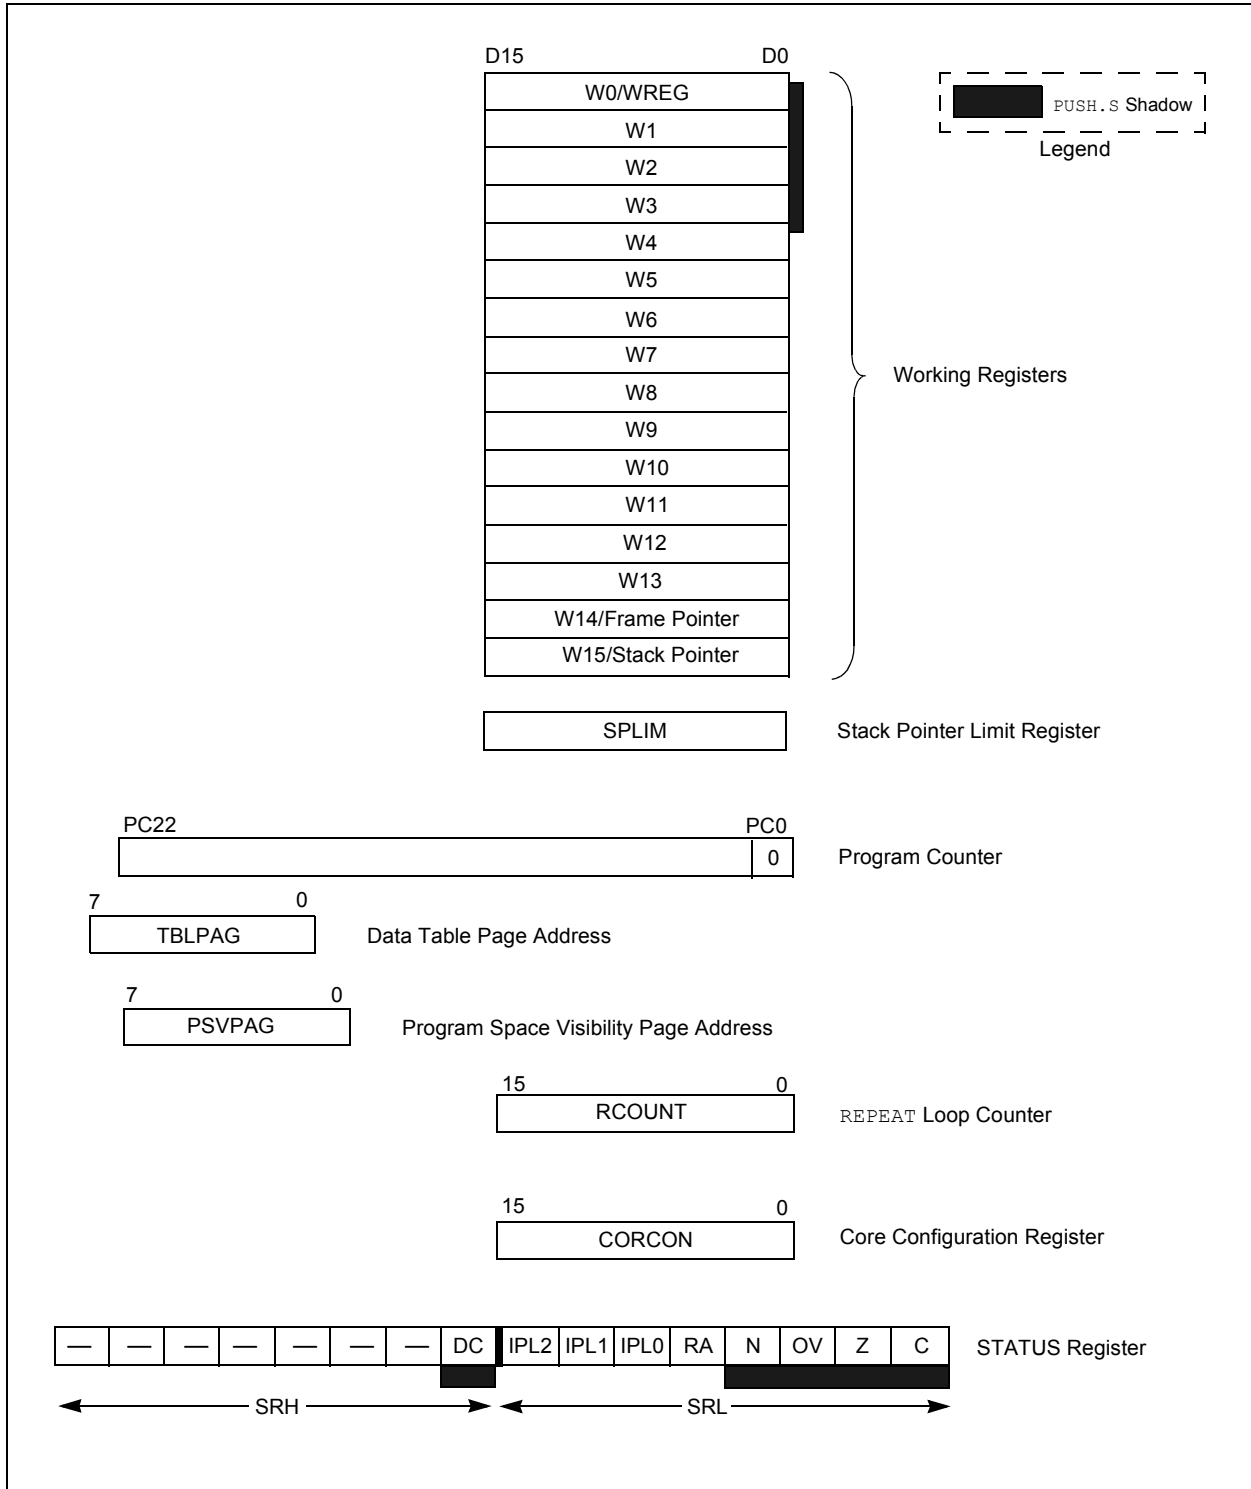 D15 D0
W0/WREG
PUSH.S Shadow
W1
Legend
W2
W3
W4
W5
W6
W7
Working Registers
W8
W9
W10
W11
W12
W13
W14/Frame Pointer
W15/Stack Pointer
SPLIM Stack Pointer Limit Register
PC22 PC0
0 Program Counter
7 0
TBLPAG Data Table Page Address
7 0
PSVPAG Program Space Visibility Page Address
15 0
RCOUNT REPEAT Loop Counter
15 0
CORCON Core Configuration Register
— — — — — — — DC IPL2 IPL1 IPL0 RA N OV Z C STATUS Register
SRH SRL